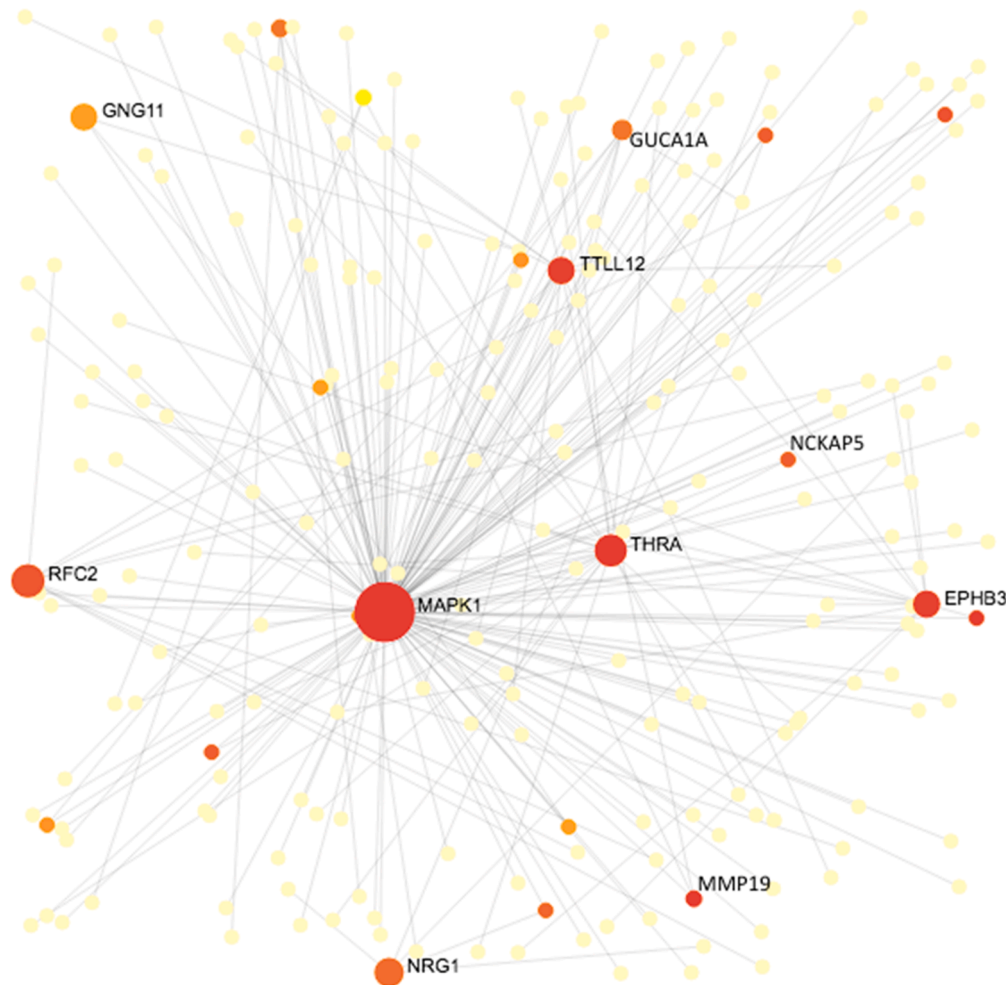 GNG11
GUCA1A
TTLL12
NCKAP5
THRA
RFC2
MAPK1
EPHB3
MMP19
NRG1